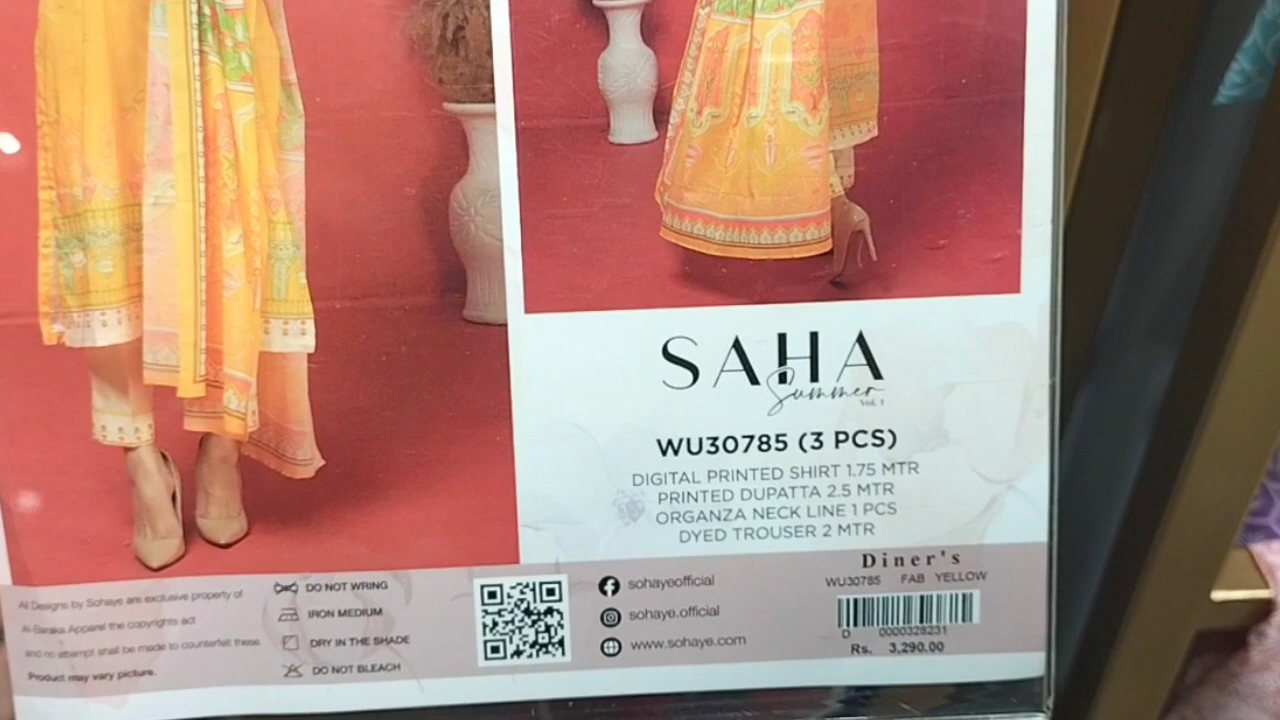 SAHA
Summer
Vol. 1
WU30785 (3 PCS)
DIGITAL PRINTED SHIRT 1.75 MTR
PRINTED DUPATTA 2.5 MTR
ORGANZA NECK LINE 1 PCS
DYED TROUSER 2 MTR
All Designs by Sohaye are exclusive property of
Al-Baraka Apparel the copyrights act
and no attempt shall be made to counterfeit these.
Product may vary picture.
DO NOT WRING
IRON MEDIUM
DRY IN THE SHADE
DO NOT BLEACH
sohayeofficial
sohaye.official
www.sohaye.com
Diner's
WU30785 FAB YELLOW
D 0000328231
Rs. 3,290.00